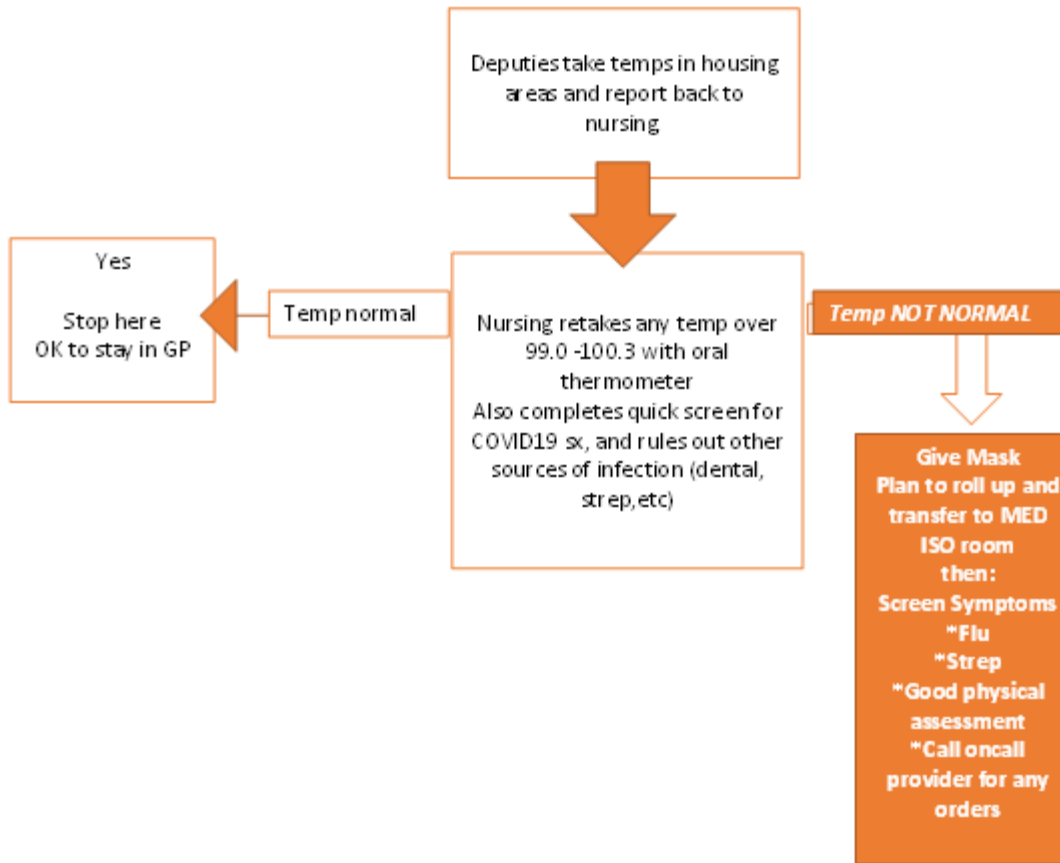 Deputies take temps in housing
areas and report back to
nursing
Yes
Stop here
OK to stay in GP
Temp normal
Nursing retakes any temp over
99.0 -100.3 with oral
thermometer
Also completes quick screen for
COVID19 sx, and rules out other
sources of infection (dental,
strep,etc)
Temp NOT NORMAL
Give Mask
Plan to roll up and
transfer to MED
ISO room
then:
Screen Symptoms
*Flu
*Strep
*Good physical
assessment
*Call oncall
provider for any
orders